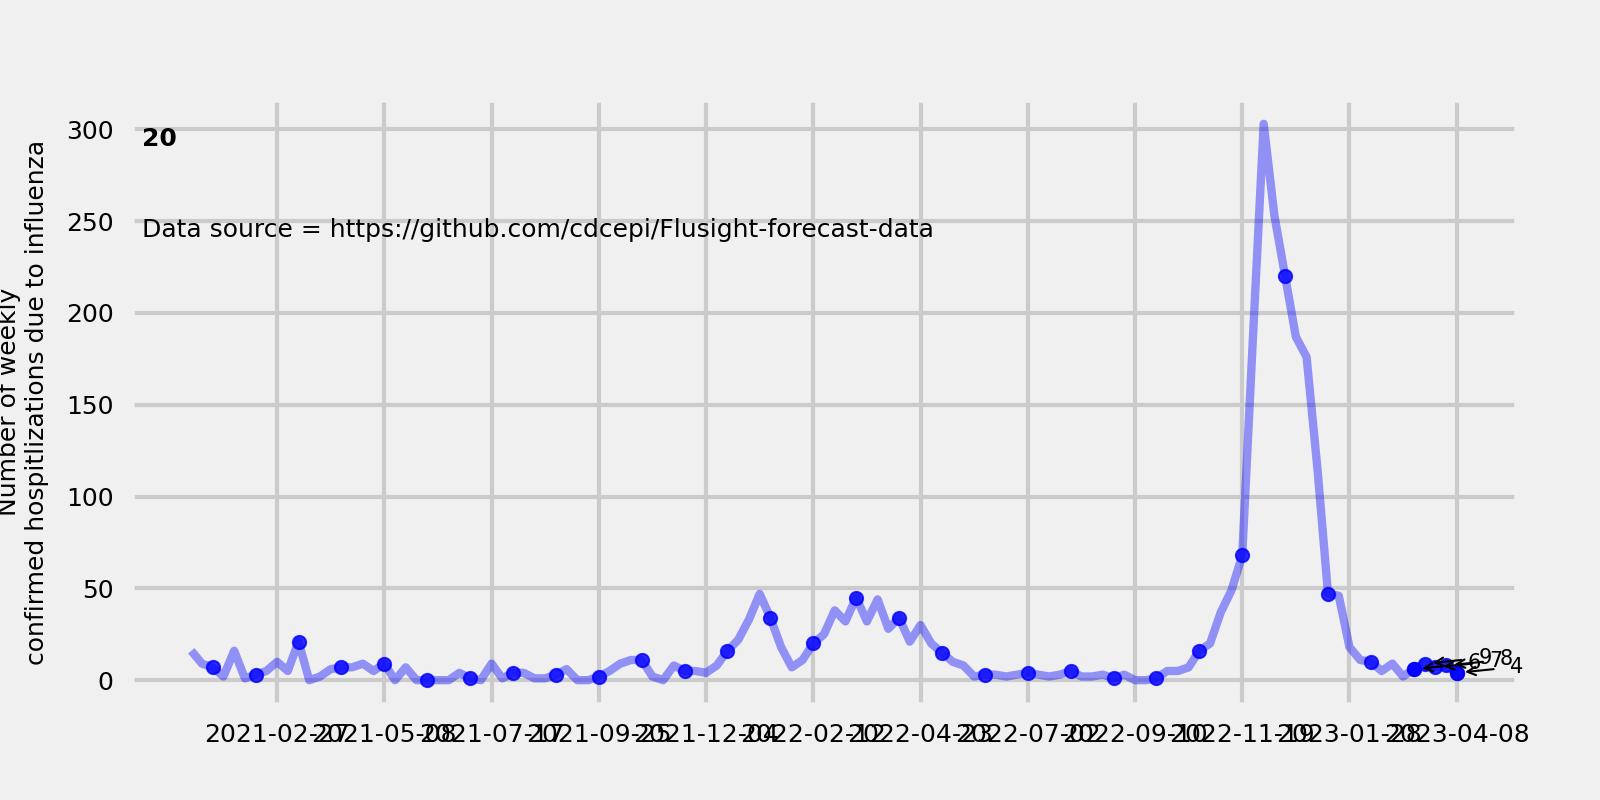 Number of weekly
confirmed hospitlizations due to influenza
300
250
200
150
100
50
0
20
Data source = https://github.com/cdcepi/Flusight-forecast-data
6 9 7 8 4
2021-02-27 2021-05-08 2021-07-17 2021-09-25 2021-12-04 2022-02-12 2022-04-23 2022-07-02 2022-09-10 2022-11-19 2023-01-28 2023-04-08